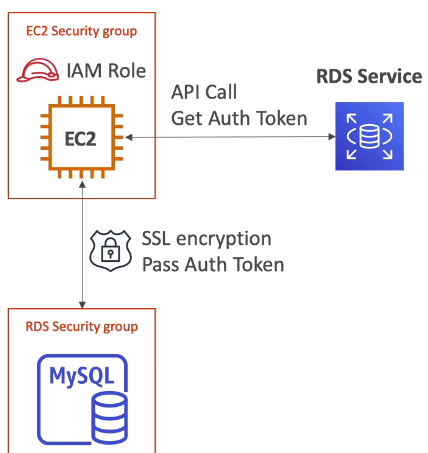 EC2 Security group
IAM Role
EC2
API Call
Get Auth Token
RDS Service
SSL encryption
Pass Auth Token
RDS Security group
MySQL